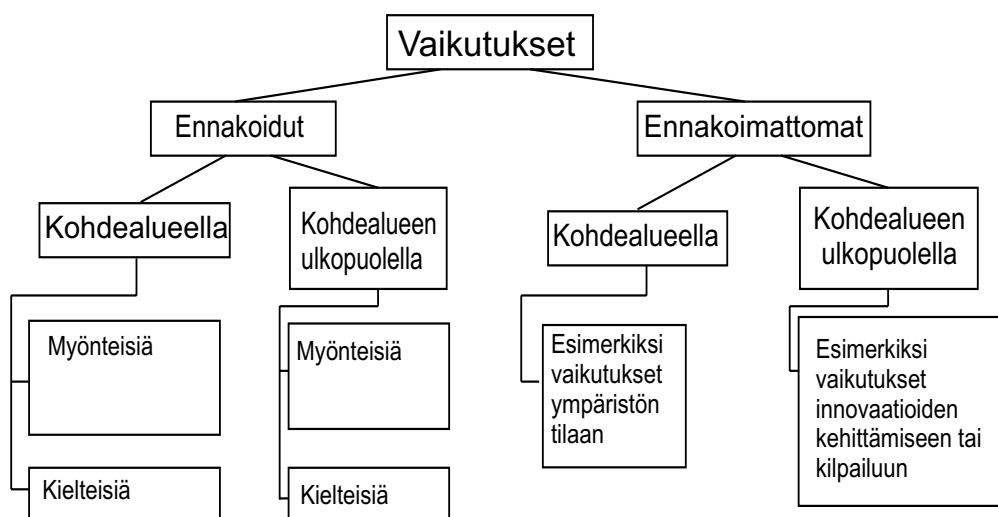 Vaikutukset
Ennakoidut
Ennakoimattomat
Kohdealueella
Kohdealueen
ulkopuolella
Kohdealueella
Kohdealueen
ulkopuolella
Myönteisiä
Myönteisiä
Esimerkiksi
vaikutukset
ympäristön
tilaan
Esimerkiksi
vaikutukset
innovaatioiden
kehittämiseen tai
kilpailuun
Kielteisiä
Kielteisiä